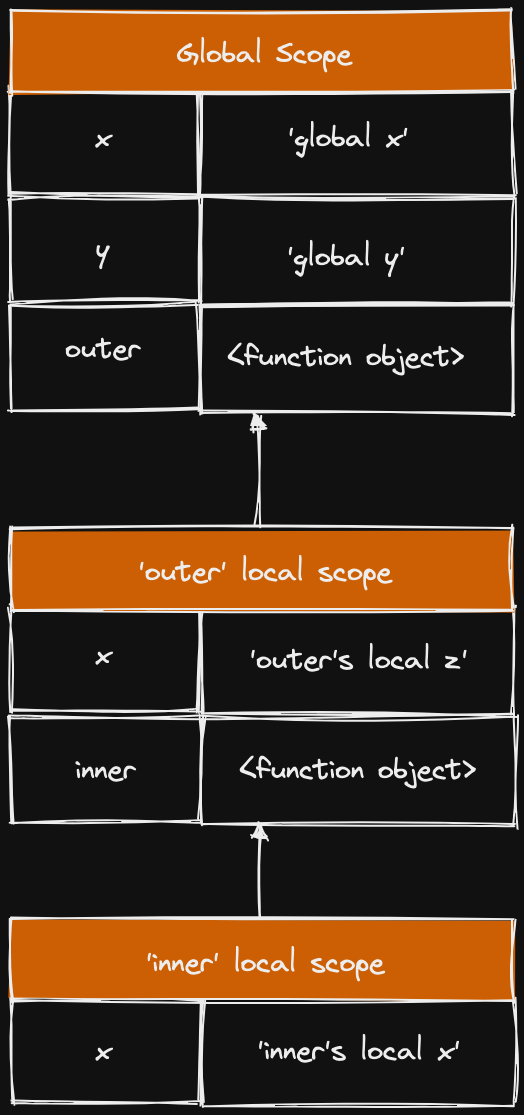 Global Scope
x 'global x'
y 'global y'
outer <function object>
'outer' local scope
x 'outer's local z'
inner <function object>
'inner' local scope
x 'inner's local x'